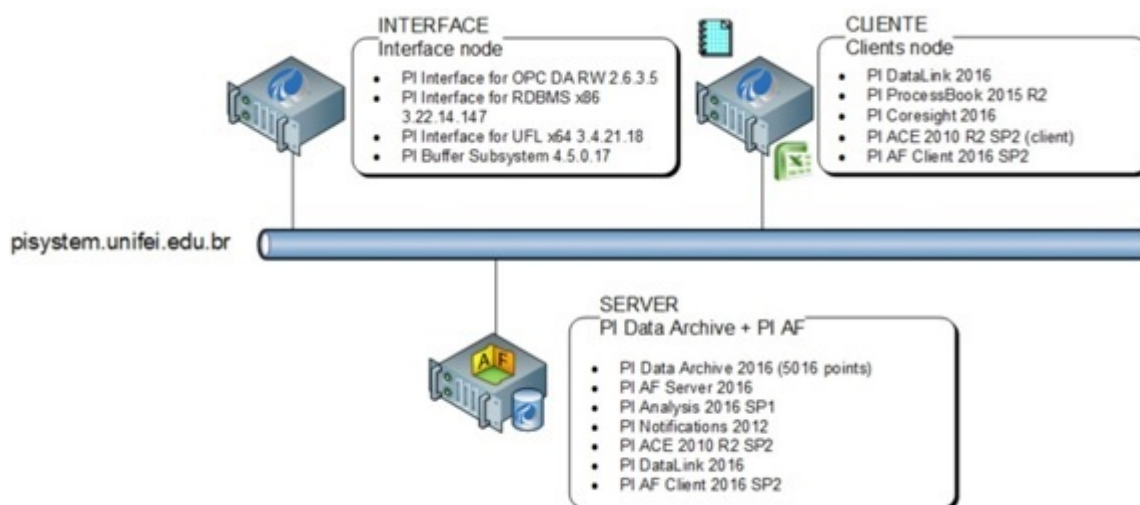 INTERFACE
Interface node
• PI Interface for OPC DA RW 2.6.3.5
• PI Interface for RDBMS x86
3.22.14.147
• PI Interface for UFL x64 3.4.21.18
• PI Buffer Subsystem 4.5.0.17
CLIENTE
Clients node
• PI DataLink 2016
• PI ProcessBook 2015 R2
• PI Coresight 2016
• PI ACE 2010 R2 SP2 (client)
• PI AF Client 2016 SP2
pisystem.unifei.edu.br
A F
SERVER
PI Data Archive + PI AF
• PI Data Archive 2016 (5016 points)
• PI AF Server 2016
• PI Analysis 2016 SP1
• PI Notifications 2012
• PI ACE 2010 R2 SP2
• PI DataLink 2016
• PI AF Client 2016 SP2